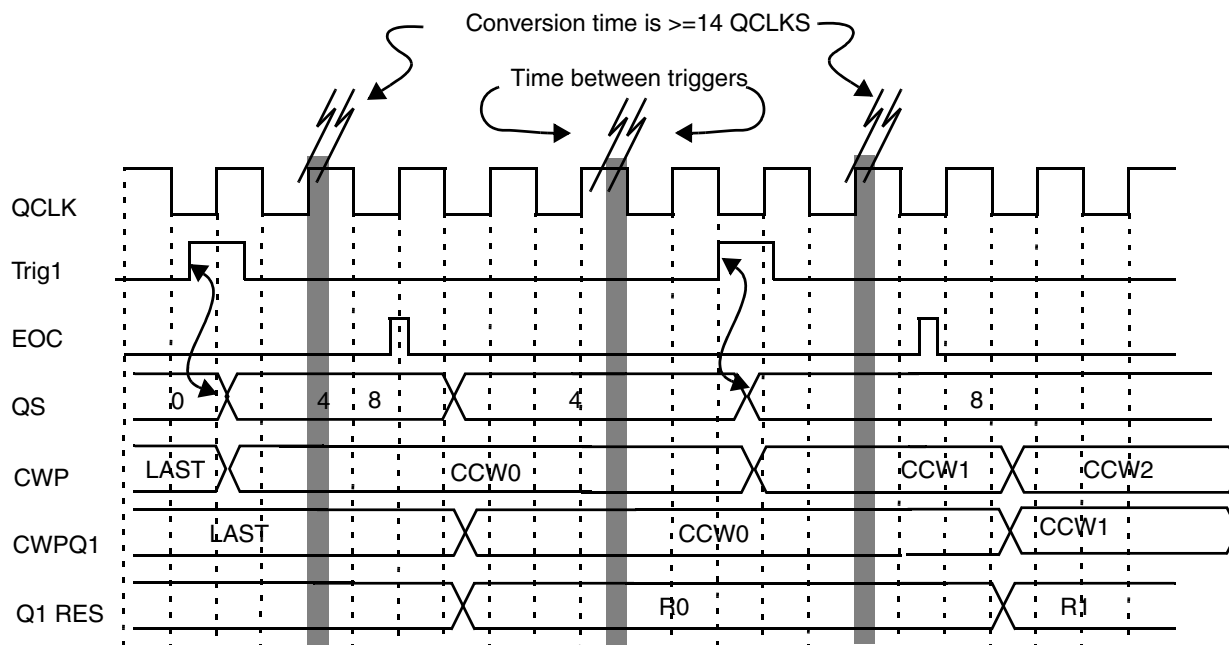 Conversion time is >=14 QCLKS
Time between triggers
QCLK
Trig1
EOC
QS 0 4 8 4 8
CWP LAST CCW0 CCW1 CCW2
CWPQ1 LAST CCW0 CCW1
Q1 RES R0 R1